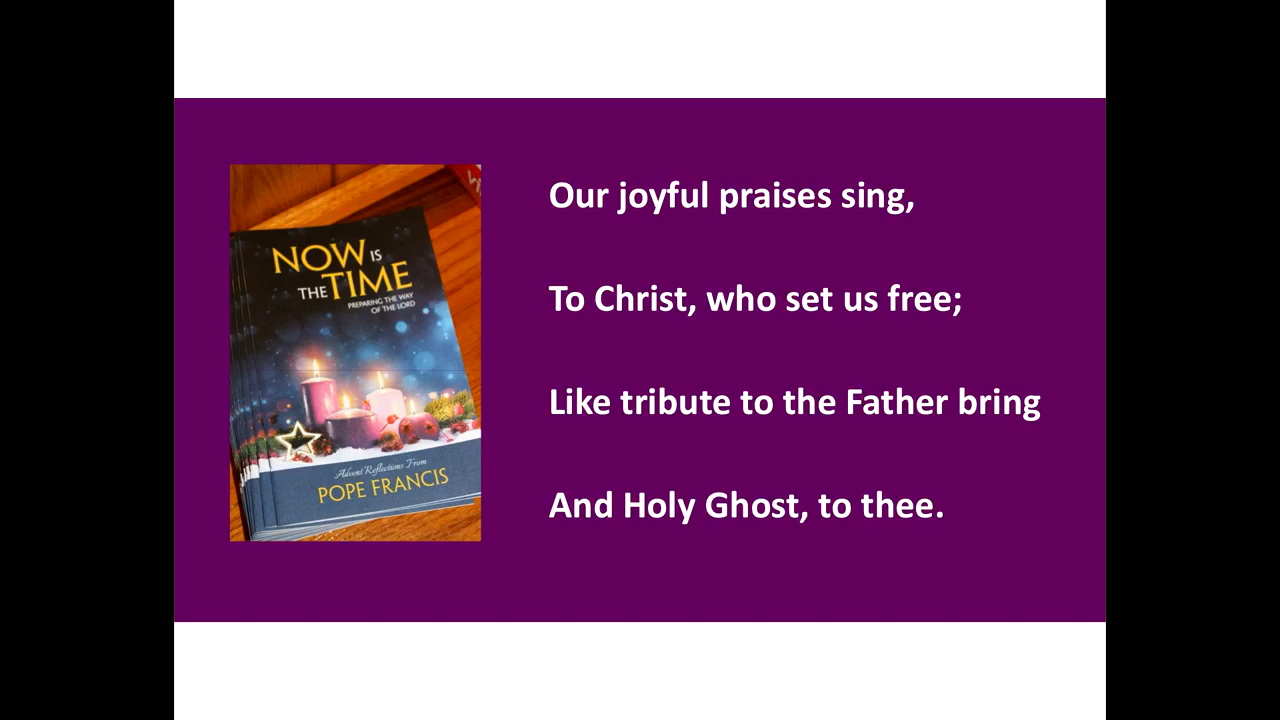 NOW IS
THE TIME
PREPARING THE WAY
OF THE LORD
Advent Reflections From
POPE FRANCIS
Our joyful praises sing,
To Christ, who set us free;
Like tribute to the Father bring
And Holy Ghost, to thee.